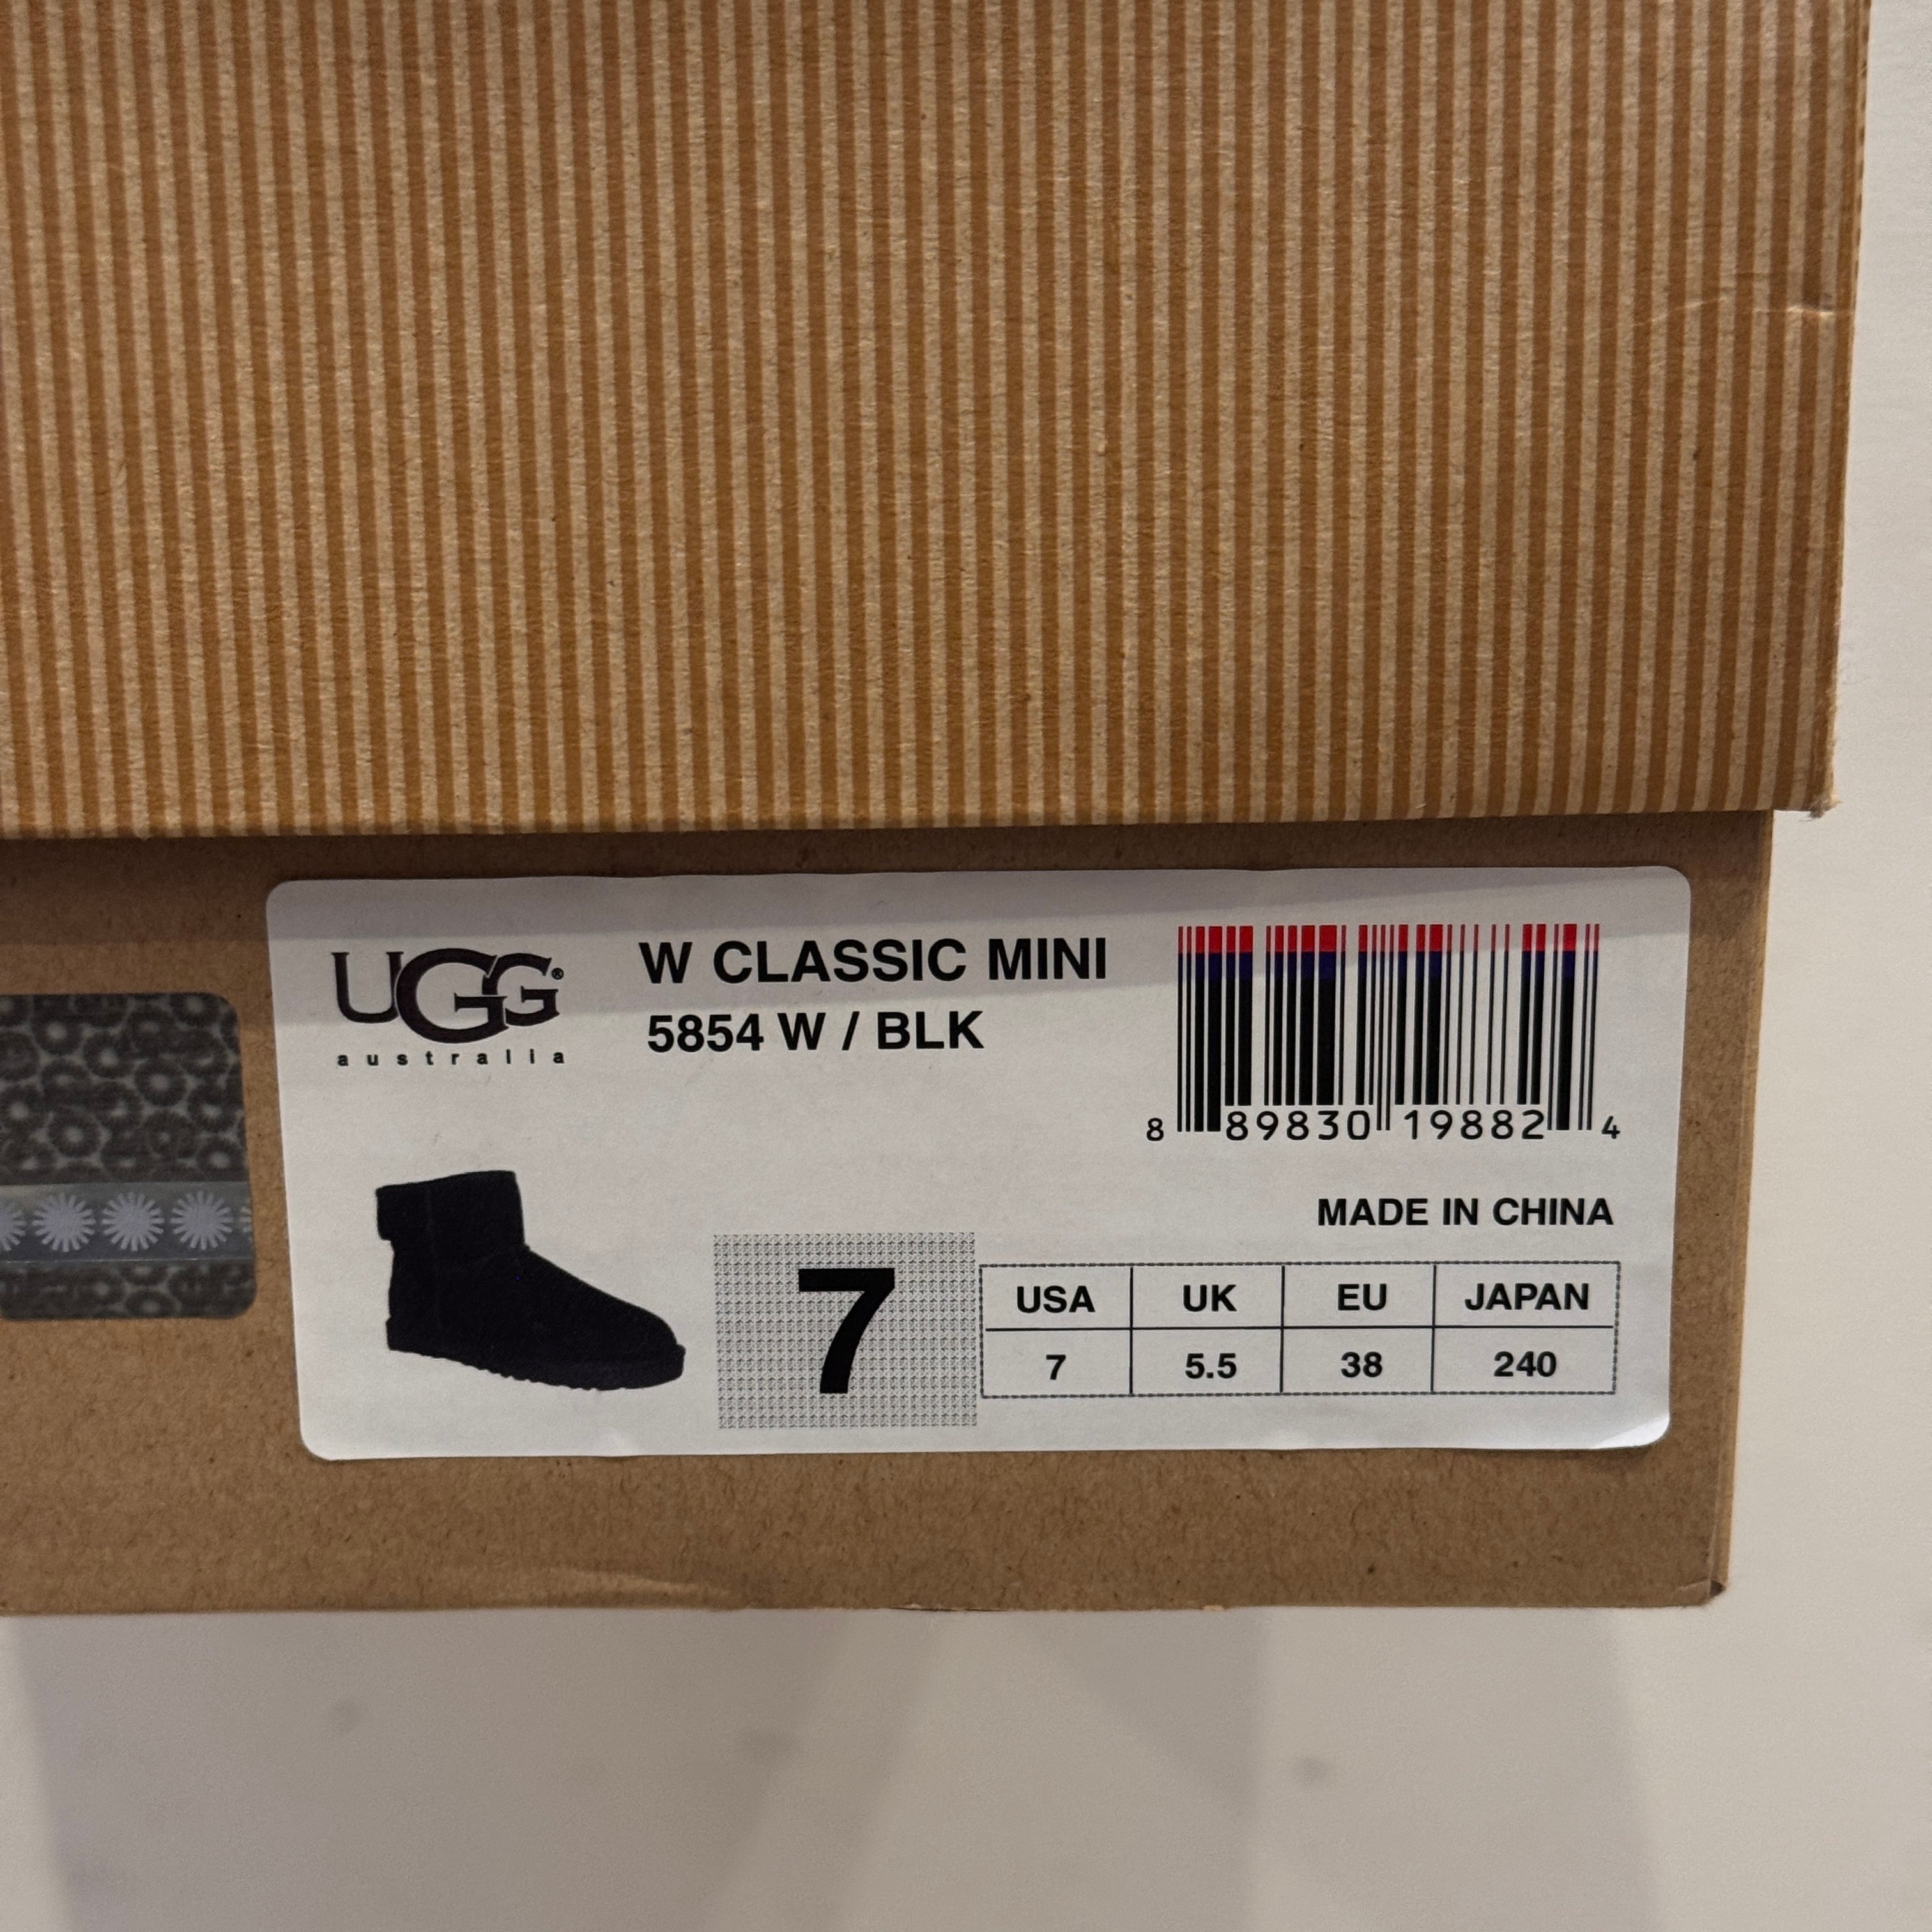 UGG®
australia
W CLASSIC MINI
5854 W / BLK
8 89830 19882 4
MADE IN CHINA
7
USA UK EU JAPAN
7 5.5 38 240